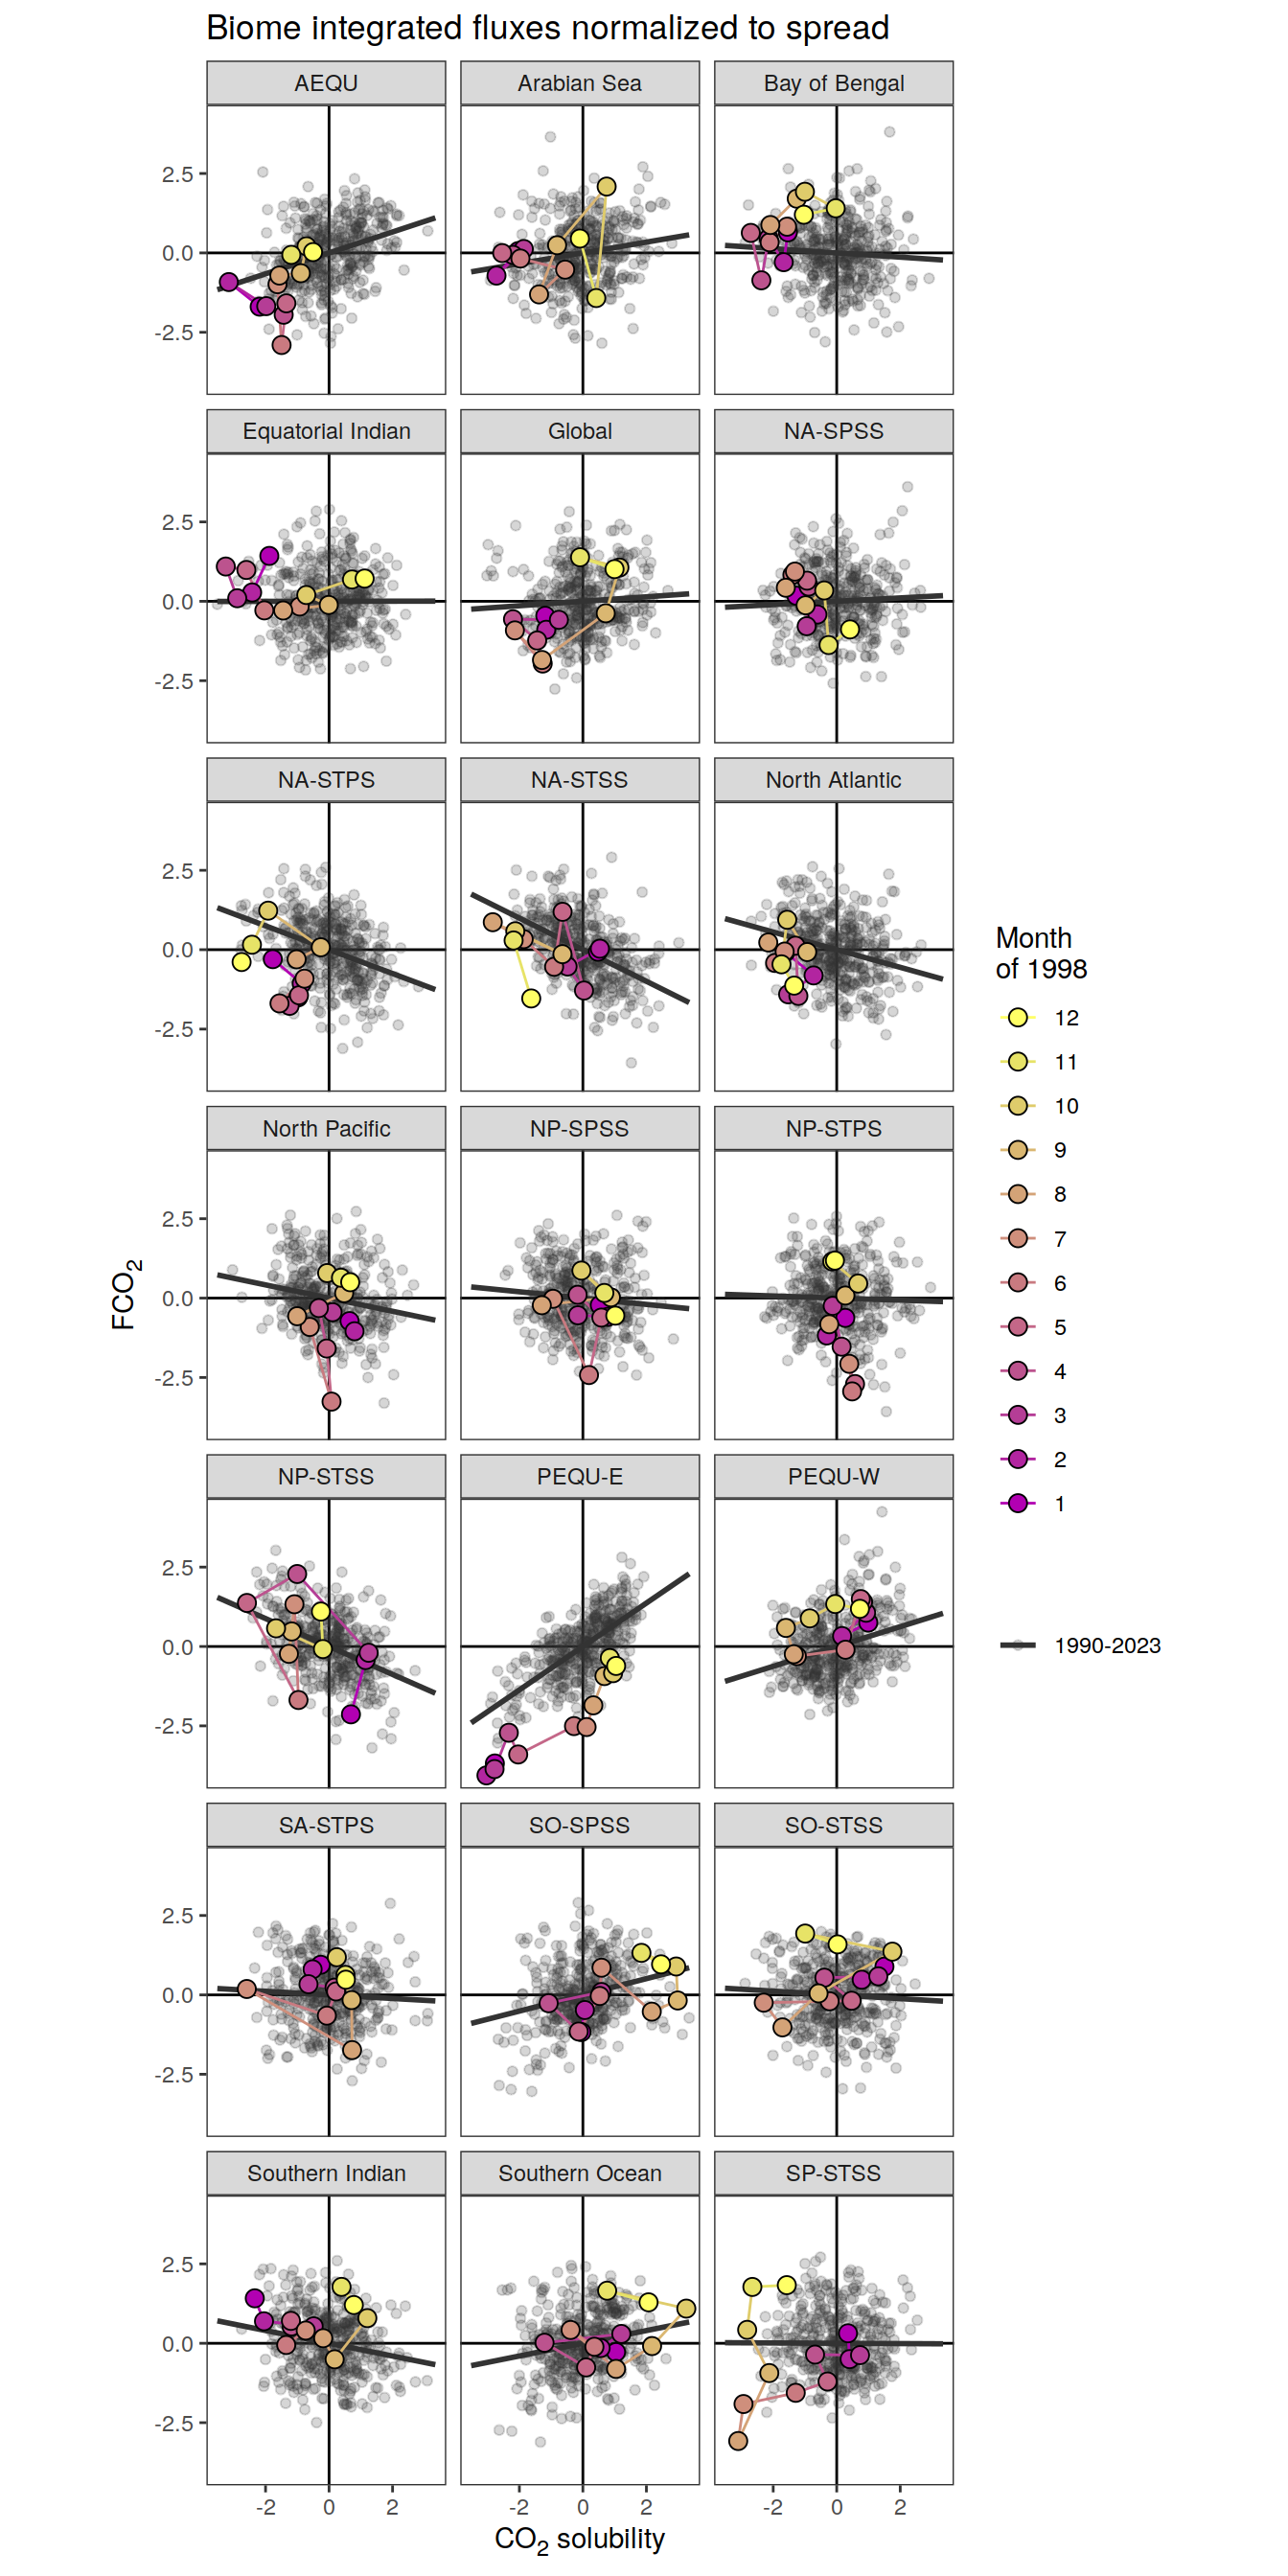 Biome integrated fluxes normalized to spread
AEQU Arabian Sea Bay of Bengal
2.5
0.0
-2.5
Equatorial Indian Global NA-SPSS
2.5
0.0
-2.5
NA-STPS NA-STSS North Atlantic
2.5
0.0
-2.5
North Pacific NP-SPSS NP-STPS
2.5
0.0
-2.5
NP-STSS PEQU-E PEQU-W
2.5
0.0
-2.5
SA-STPS SO-SPSS SO-STSS
2.5
0.0
-2.5
Southern Indian Southern Ocean SP-STSS
2.5
0.0
-2.5
-2 0 2 -2 0 2 -2 0 2
CO₂ solubility
FCO₂
Month
of 1998
12
11
10
9
8
7
6
5
4
3
2
1
1990-2023